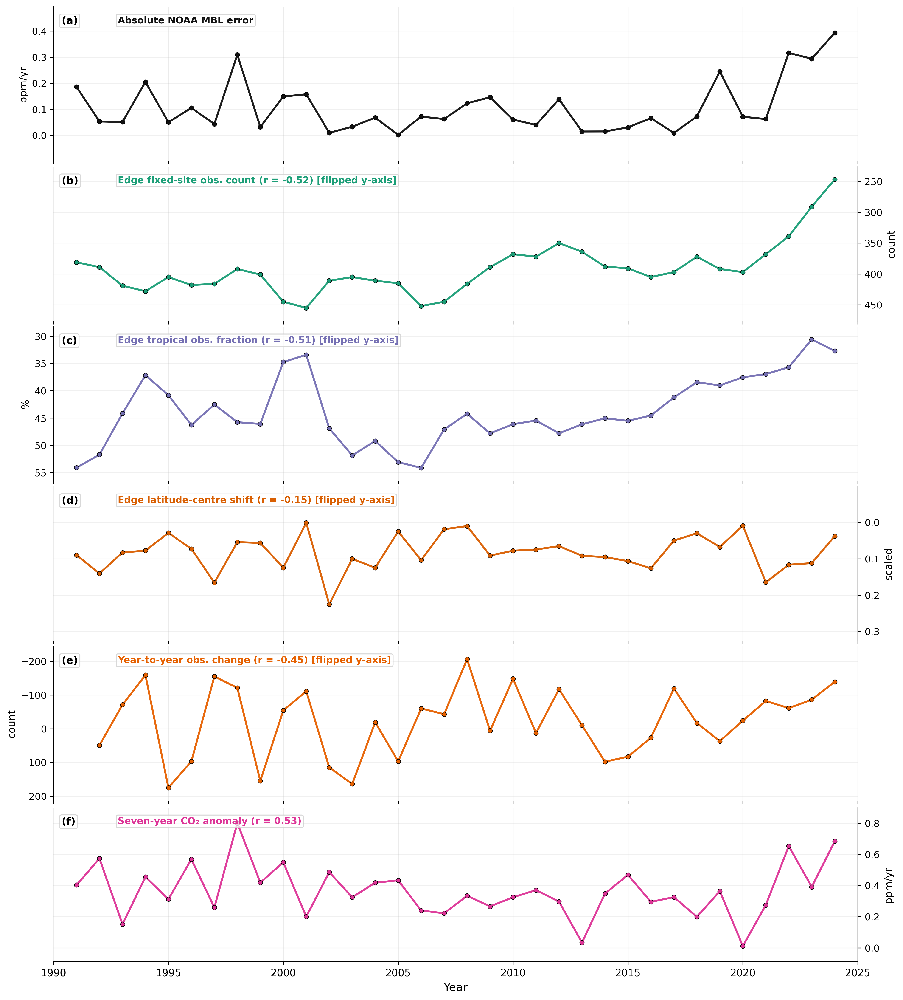 (a) Absolute NOAA MBL error
0.4
0.3
0.2
0.1
0.0
ppm/yr
(b) Edge fixed-site obs. count (r = -0.52) [flipped y-axis]
250
300
350
400
450
count
(c) Edge tropical obs. fraction (r = -0.51) [flipped y-axis]
30
35
40
45
50
55
%
(d) Edge latitude-centre shift (r = -0.15) [flipped y-axis]
0.0
0.1
0.2
0.3
scaled
(e) Year-to-year obs. change (r = -0.45) [flipped y-axis]
−200
−100
0
100
200
count
(f) Seven-year CO₂ anomaly (r = 0.53)
0.8
0.6
0.4
0.2
0.0
ppm/yr
1990 1995 2000 2005 2010 2015 2020 2025
Year